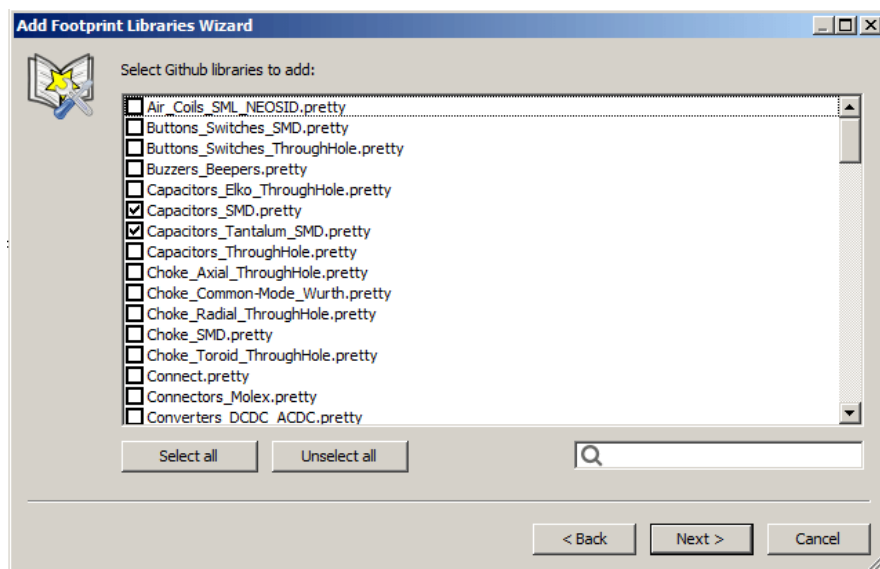 Add Footprint Libraries Wizard
Select Github libraries to add:
Air_Coils_SML_NEOSID.pretty
Buttons_Switches_SMD.pretty
Buttons_Switches_ThroughHole.pretty
Buzzers_Beepers.pretty
Capacitors_Elko_ThroughHole.pretty
Capacitors_SMD.pretty
Capacitors_Tantalum_SMD.pretty
Capacitors_ThroughHole.pretty
Choke_Axial_ThroughHole.pretty
Choke_Common-Mode_Wurth.pretty
Choke_Radial_ThroughHole.pretty
Choke_SMD.pretty
Choke_Toroid_ThroughHole.pretty
Connect.pretty
Connectors_Molex.pretty
Converters_DCDC_ACDC.pretty
Select all Unselect all
< Back Next > Cancel